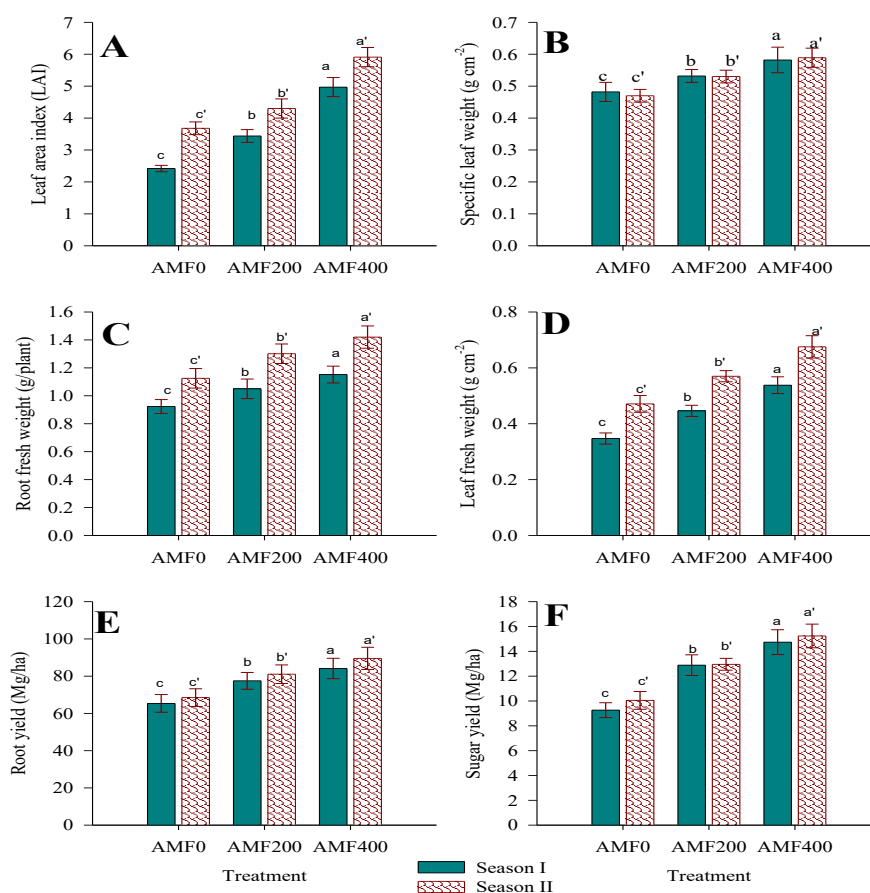 A
Leaf area index (LAI)
7
6
5
4
3
2
1
0
c
c'
b
b'
a
a'
AMF0
AMF200
AMF400
B
Specific leaf weight (g cm-2)
0.7
0.6
0.5
0.4
0.3
0.2
0.1
0.0
c
c'
b
b'
a
a'
AMF0
AMF200
AMF400
C
Root fresh weight (g/plant)
1.6
1.4
1.2
1.0
0.8
0.6
0.4
0.2
0.0
c
c'
b
b'
a
a'
AMF0
AMF200
AMF400
D
Leaf fresh weight (g cm-2)
0.8
0.6
0.4
0.2
0.0
c
c'
b
b'
a
a'
AMF0
AMF200
AMF400
E
Root yield (Mg/ha)
120
100
80
60
40
20
0
c
c'
b
b'
a
a'
AMF0
AMF200
AMF400
Treatment
F
Sugar yield (Mg/ha)
18
16
14
12
10
8
6
4
2
0
c
c'
b
b'
a
a'
AMF0
AMF200
AMF400
Treatment
Season I
Season II